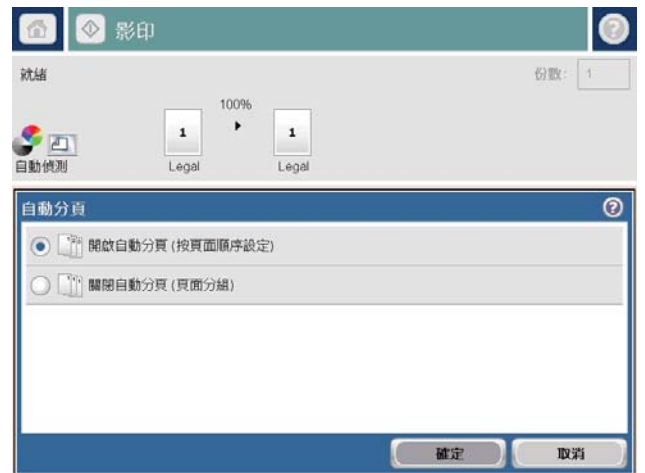 影印
就緒
份數: 1
100%
1
1
自動偵測
Legal
Legal
自動分頁
開啟自動分頁 (按頁面順序設定)
關閉自動分頁 (頁面分組)
確定
取消